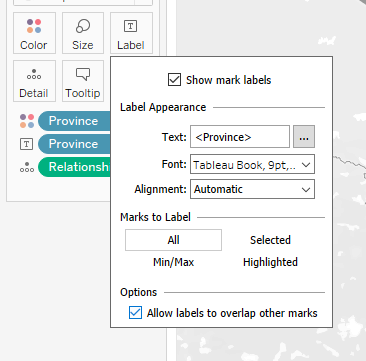 Color
Size
Label
Detail
Tooltip
Province
Province
Relationsh
Show mark labels
Label Appearance
Text: <Province> ...
Font: Tableau Book, 9pt,...
Alignment: Automatic
Marks to Label
All
Selected
Min/Max
Highlighted
Options
Allow labels to overlap other marks